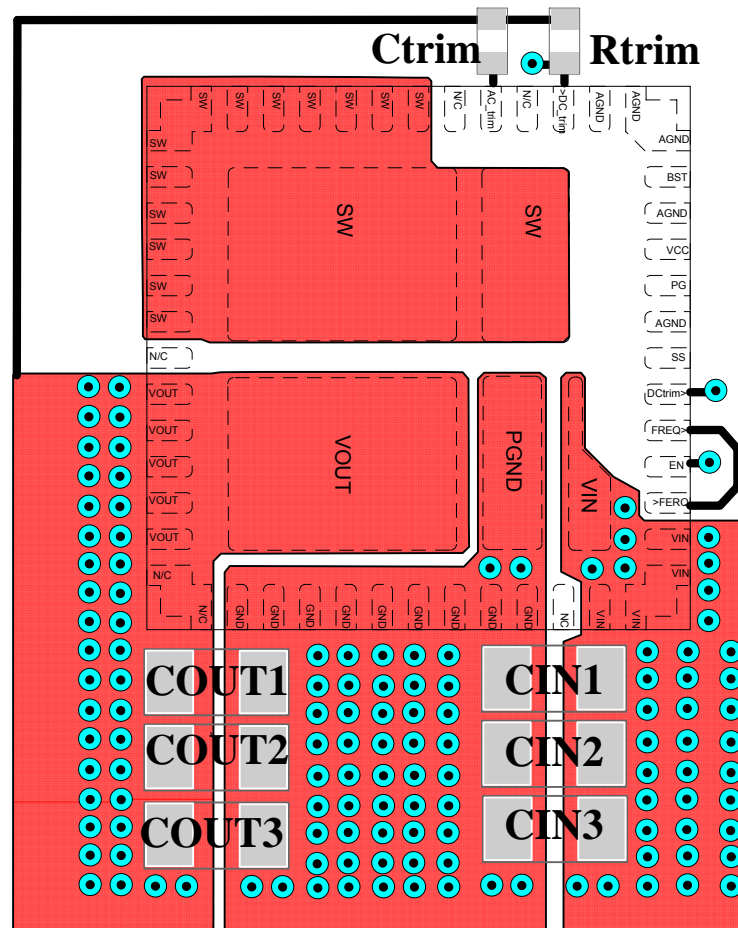 Ctrim Rtrim
SW
SW
SW
SW
SW
SW
SW
N/C
AC_trim
N/C
>DC_trim
AGND
AGND
SW
SW
SW
SW
SW
SW
N/C
VOUT
VOUT
VOUT
VOUT
VOUT
N/C
SW
SW
AGND
BST
AGND
VCC
PG
AGND
SS
DCtrim>
FREQ>
EN
>FERQ
VIN
VIN
VOUT
PGND
VIN
N/C
GND
GND
GND
GND
GND
GND
GND
GND
GND
NC
VIN
VIN
COUT1 CIN1
COUT2 CIN2
COUT3 CIN3